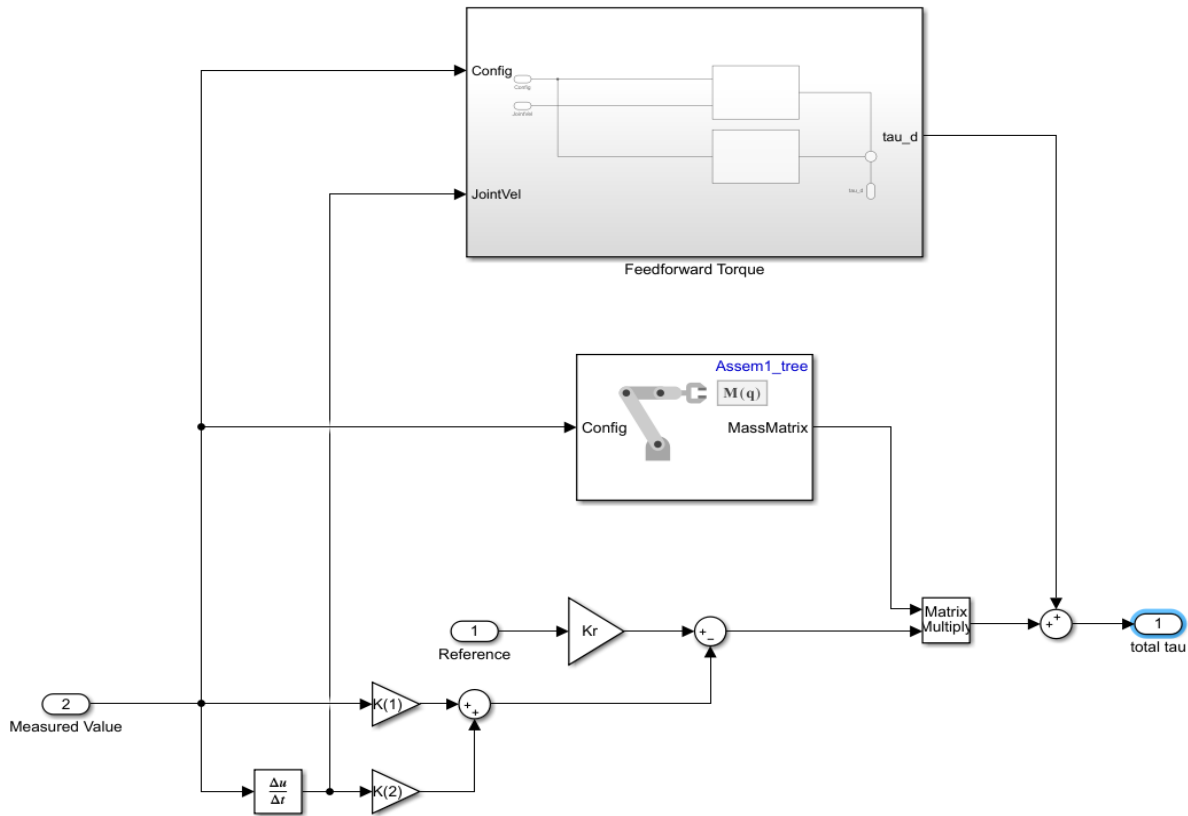 Config
Config
JointVel
JointVel
tau_d
tau_d
Feedforward Torque
Assem1_tree
M(q)
Config
MassMatrix
1
Reference
Kr
+
−
Matrix
Multiply
+
+
1
total tau
2
Measured Value
K(1)
+
+
Δu
Δt
K(2)